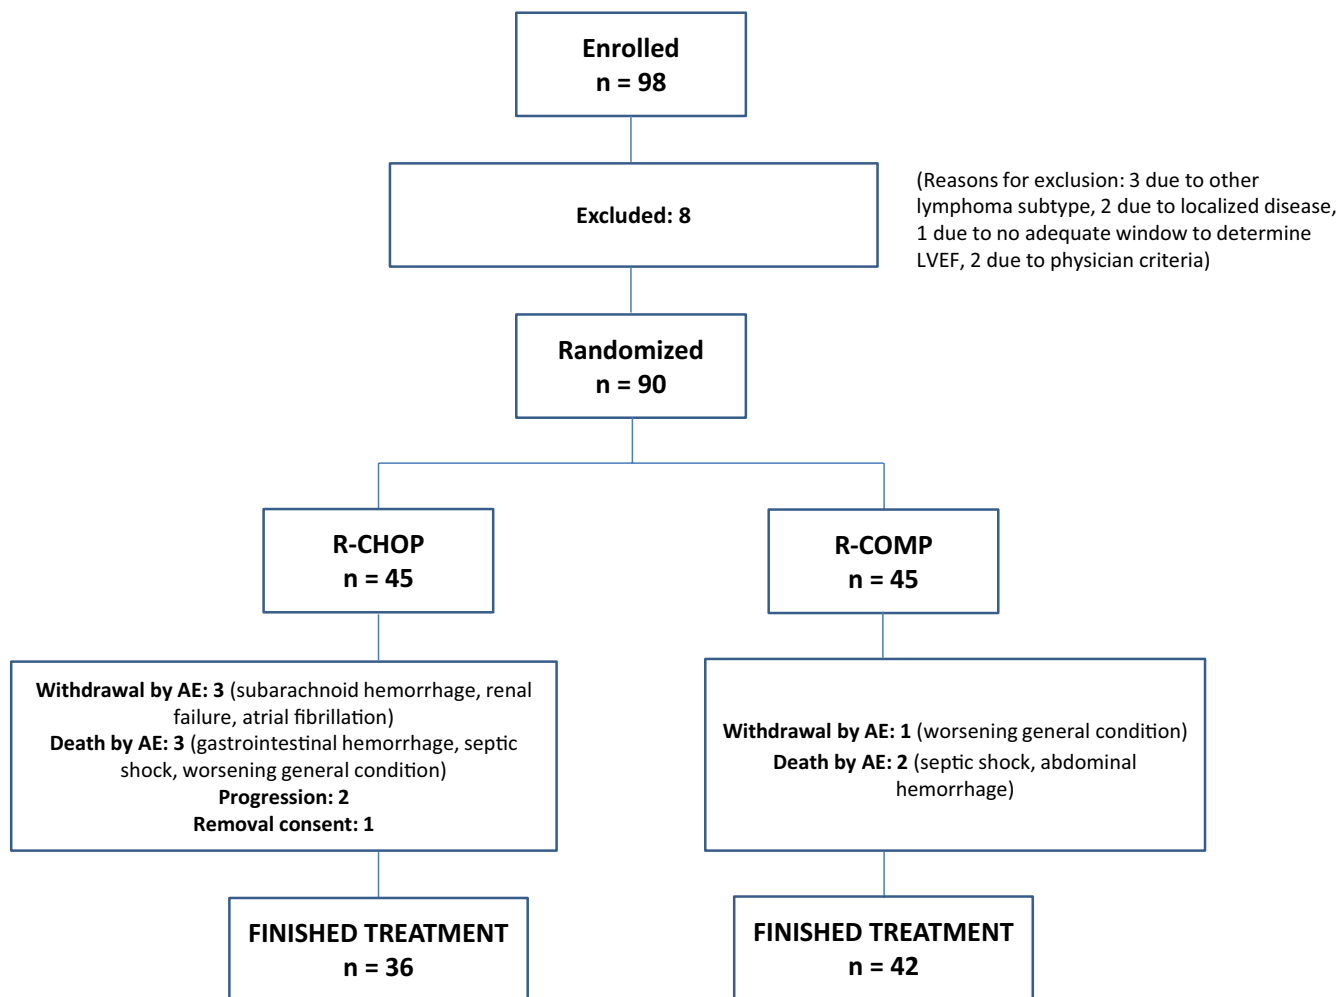 Enrolled
n = 98
Excluded: 8
(Reasons for exclusion: 3 due to other
lymphoma subtype, 2 due to localized disease,
1 due to no adequate window to determine
LVEF, 2 due to physician criteria)
Randomized
n = 90
R-CHOP
n = 45
R-COMP
n = 45
Withdrawal by AE: 3 (subarachnoid hemorrhage, renal
failure, atrial fibrillation)
Death by AE: 3 (gastrointestinal hemorrhage, septic
shock, worsening general condition)
Progression: 2
Removal consent: 1
Withdrawal by AE: 1 (worsening general condition)
Death by AE: 2 (septic shock, abdominal
hemorrhage)
FINISHED TREATMENT
n = 36
FINISHED TREATMENT
n = 42